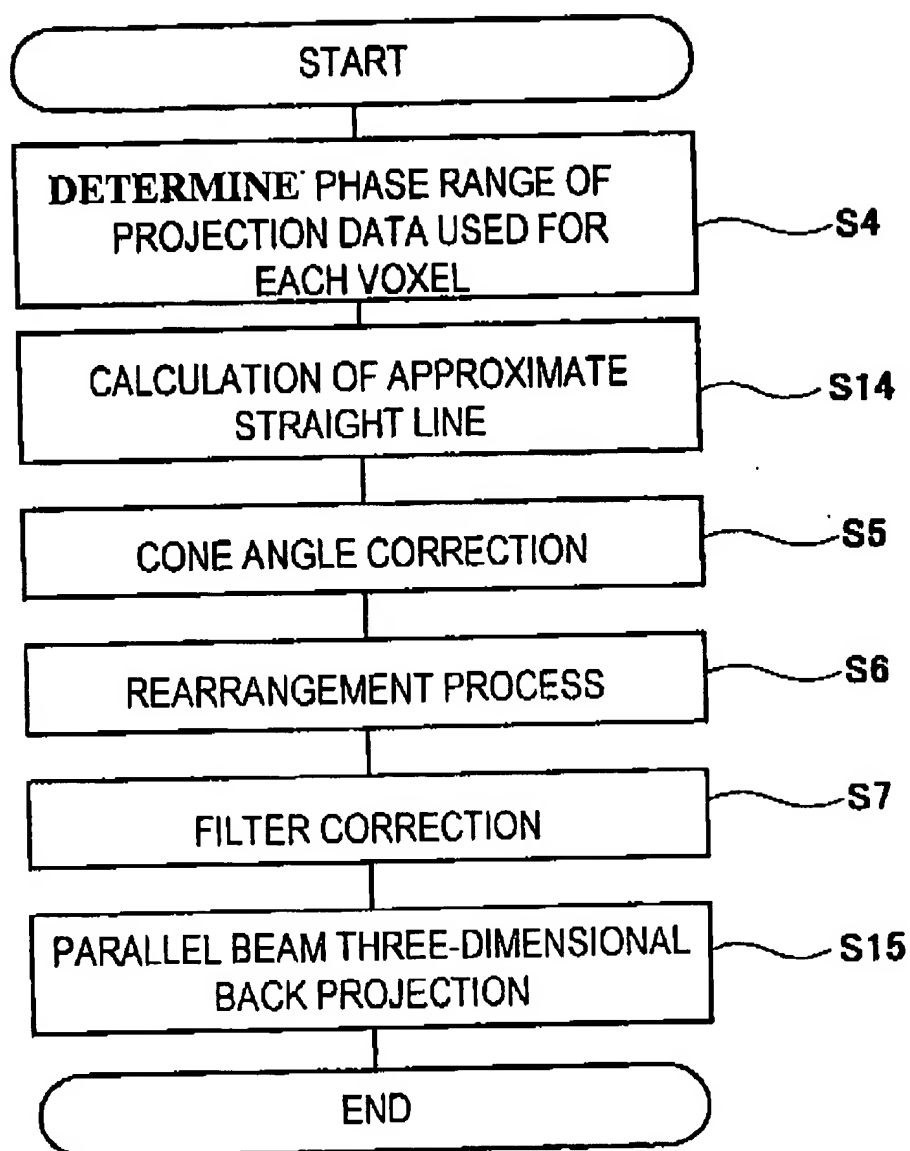 START
DETERMINE PHASE RANGE OF
PROJECTION DATA USED FOR
EACH VOXEL
S4
CALCULATION OF APPROXIMATE
STRAIGHT LINE
S14
CONE ANGLE CORRECTION
S5
REARRANGEMENT PROCESS
S6
FILTER CORRECTION
S7
PARALLEL BEAM THREE-DIMENSIONAL
BACK PROJECTION
S15
END